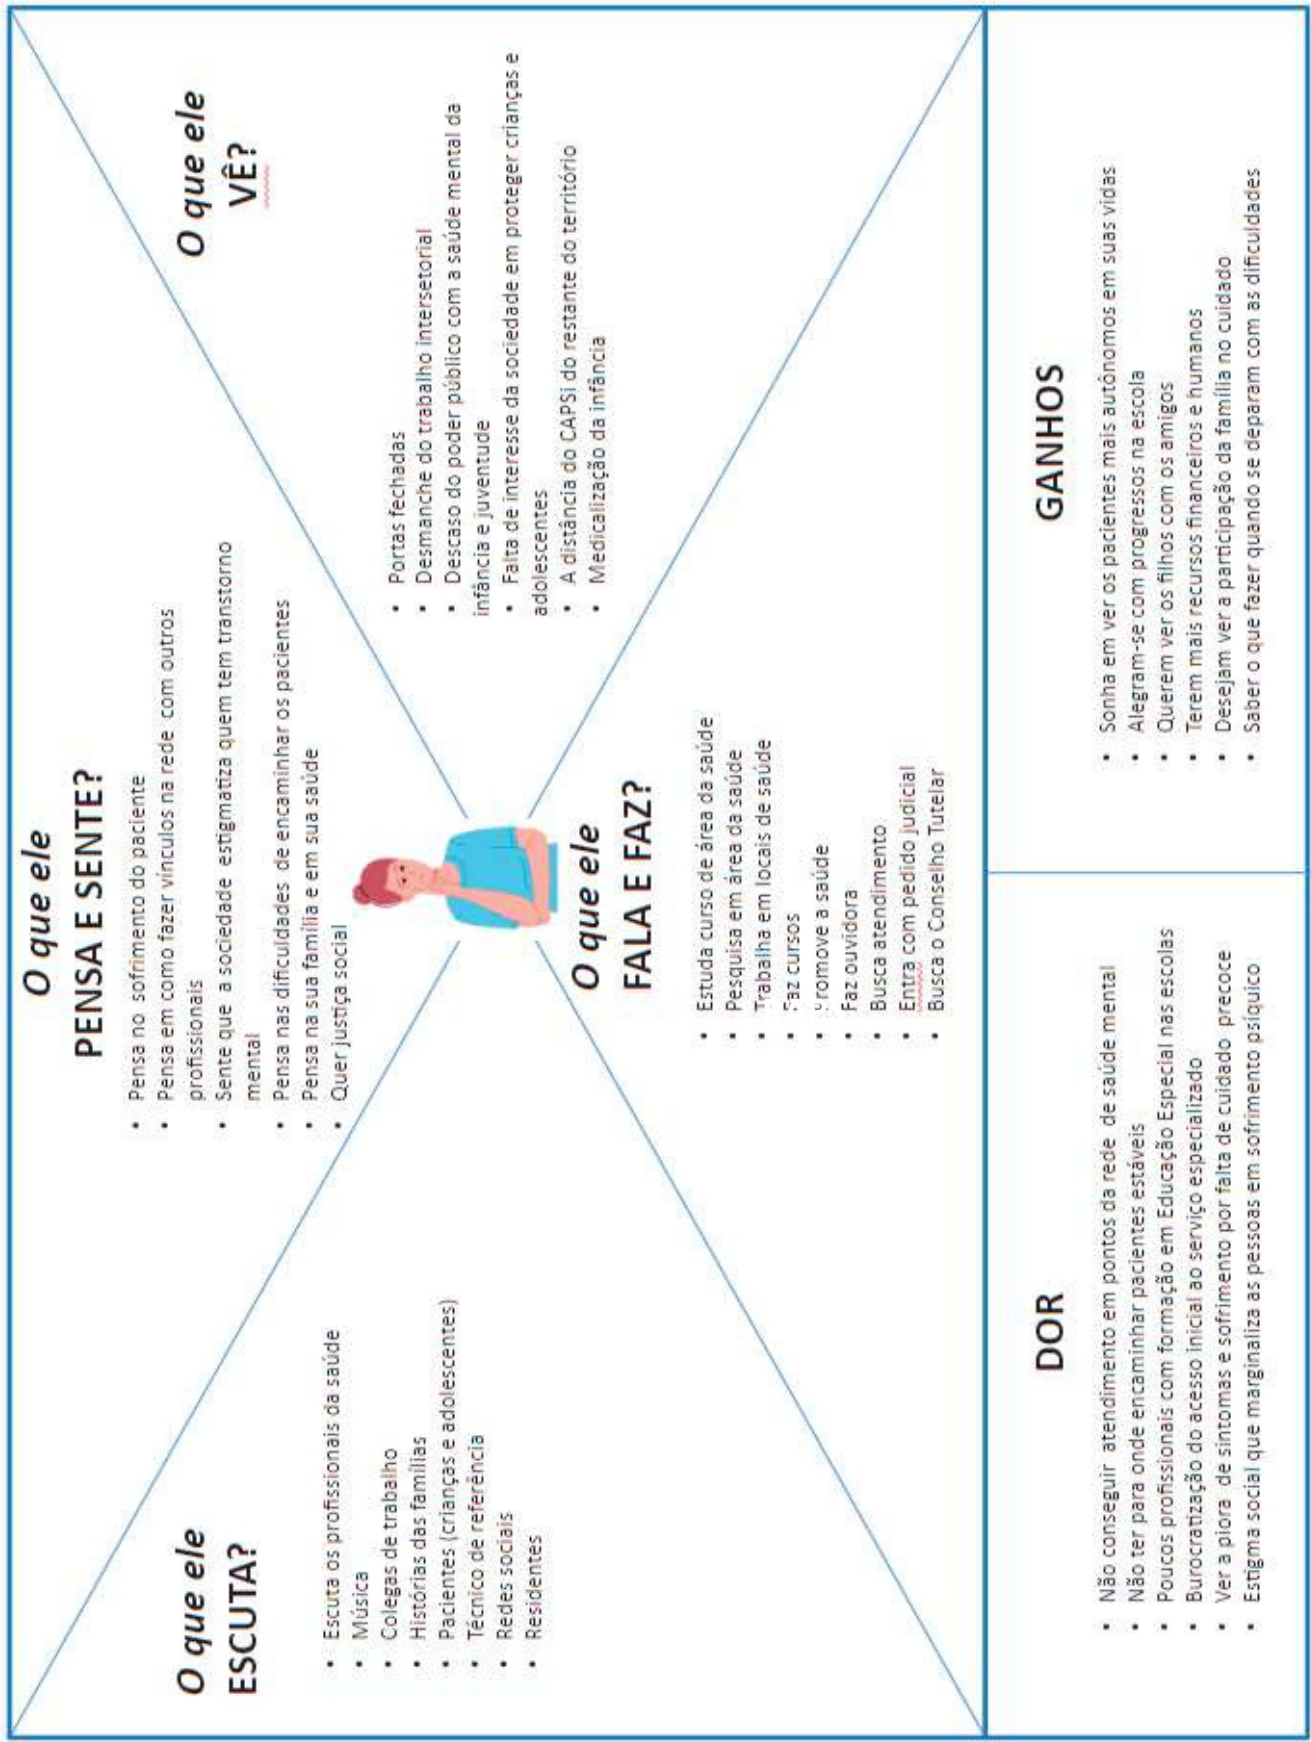 O que ele
PENSA E SENTE?
• Pensa no sofrimento do paciente
• Pensa em como fazer vínculos na rede com outros
profissionais
• Sente que a sociedade estigmatiza quem tem transtorno
mental
• Pensa nas dificuldades de encaminhar os pacientes
• Pensa na sua família e em sua saúde
• Quer justiça social
O que ele
ESCUTA?
• Escuta os profissionais da saúde
• Música
• Colegas de trabalho
• Histórias das famílias
• Pacientes (crianças e adolescentes)
• Técnico de referência
• Redes sociais
• Residentes
O que ele
VÊ?
• Portas fechadas
• Desmanche do trabalho intersetorial
• Descaso do poder público com a saúde mental da
infância e juventude
• Falta de interesse da sociedade em proteger crianças e
adolescentes
• A distância do CAPSi do restante do território
• Medicalização da infância
O que ele
FALA E FAZ?
• Estuda curso de área da saúde
• Pesquisa em área da saúde
• Trabalha em locais de saúde
• Faz cursos
• Promove a saúde
• Faz ouvidora
• Busca atendimento
• Entra com pedido judicial
• Busca o Conselho Tutelar
DOR
• Não conseguir atendimento em pontos da rede de saúde mental
• Não ter para onde encaminhar pacientes estáveis
• Poucos profissionais com formação em Educação Especial nas escolas
• Burocratização do acesso inicial ao serviço especializado
• Ver a piora de sintomas e sofrimento por falta de cuidado precoce
• Estigma social que marginaliza as pessoas em sofrimento psíquico
GANHOS
• Sonha em ver os pacientes mais autônomos em suas vidas
• Alegram-se com progressos na escola
• Querem ver os filhos com os amigos
• Terem mais recursos financeiros e humanos
• Desejam ver a participação da família no cuidado
• Saber o que fazer quando se deparam com as dificuldades